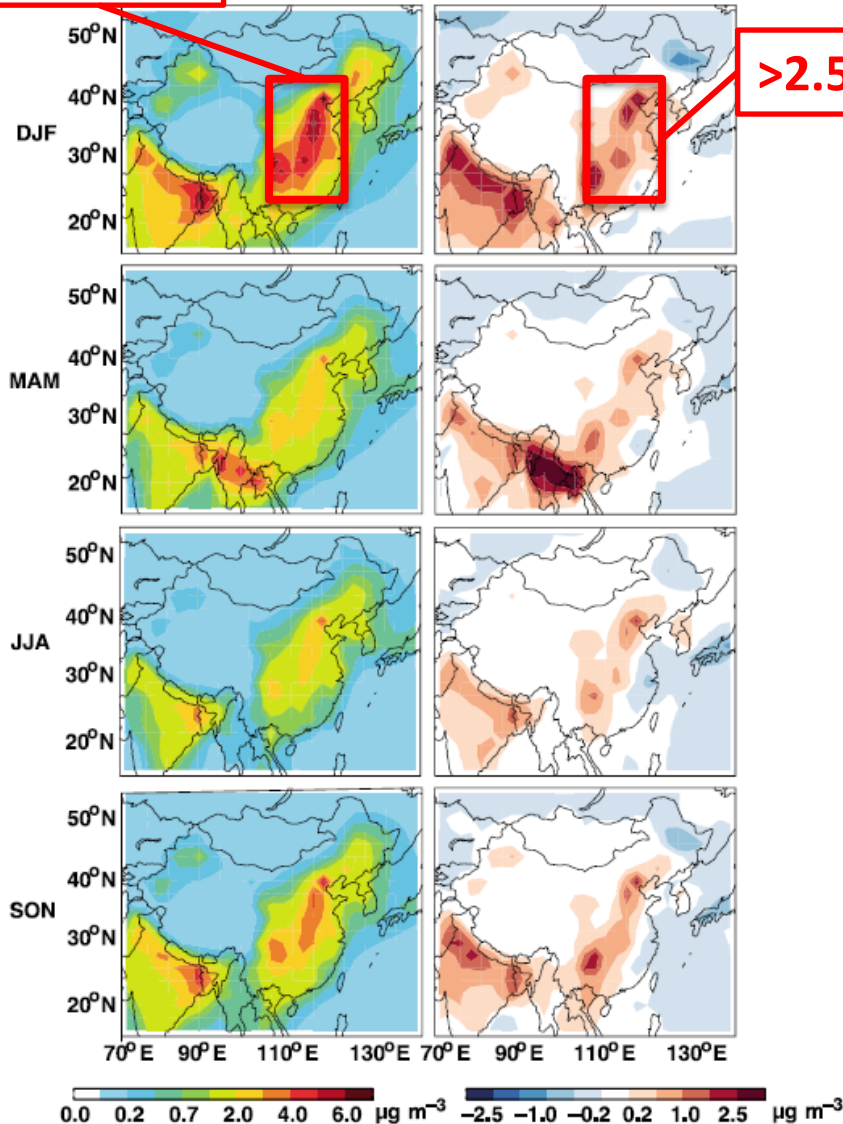 50°N
40°N
DJF
30°N
20°N
>2.5
50°N
40°N
MAM
30°N
20°N
50°N
40°N
JJA
30°N
20°N
50°N
40°N
SON
30°N
20°N
70°E 90°E 110°E 130°E 70°E 90°E 110°E 130°E
0.0 0.2 0.7 2.0 4.0 6.0 µg m⁻³ −2.5 −1.0 −0.2 0.2 1.0 2.5 µg m⁻³